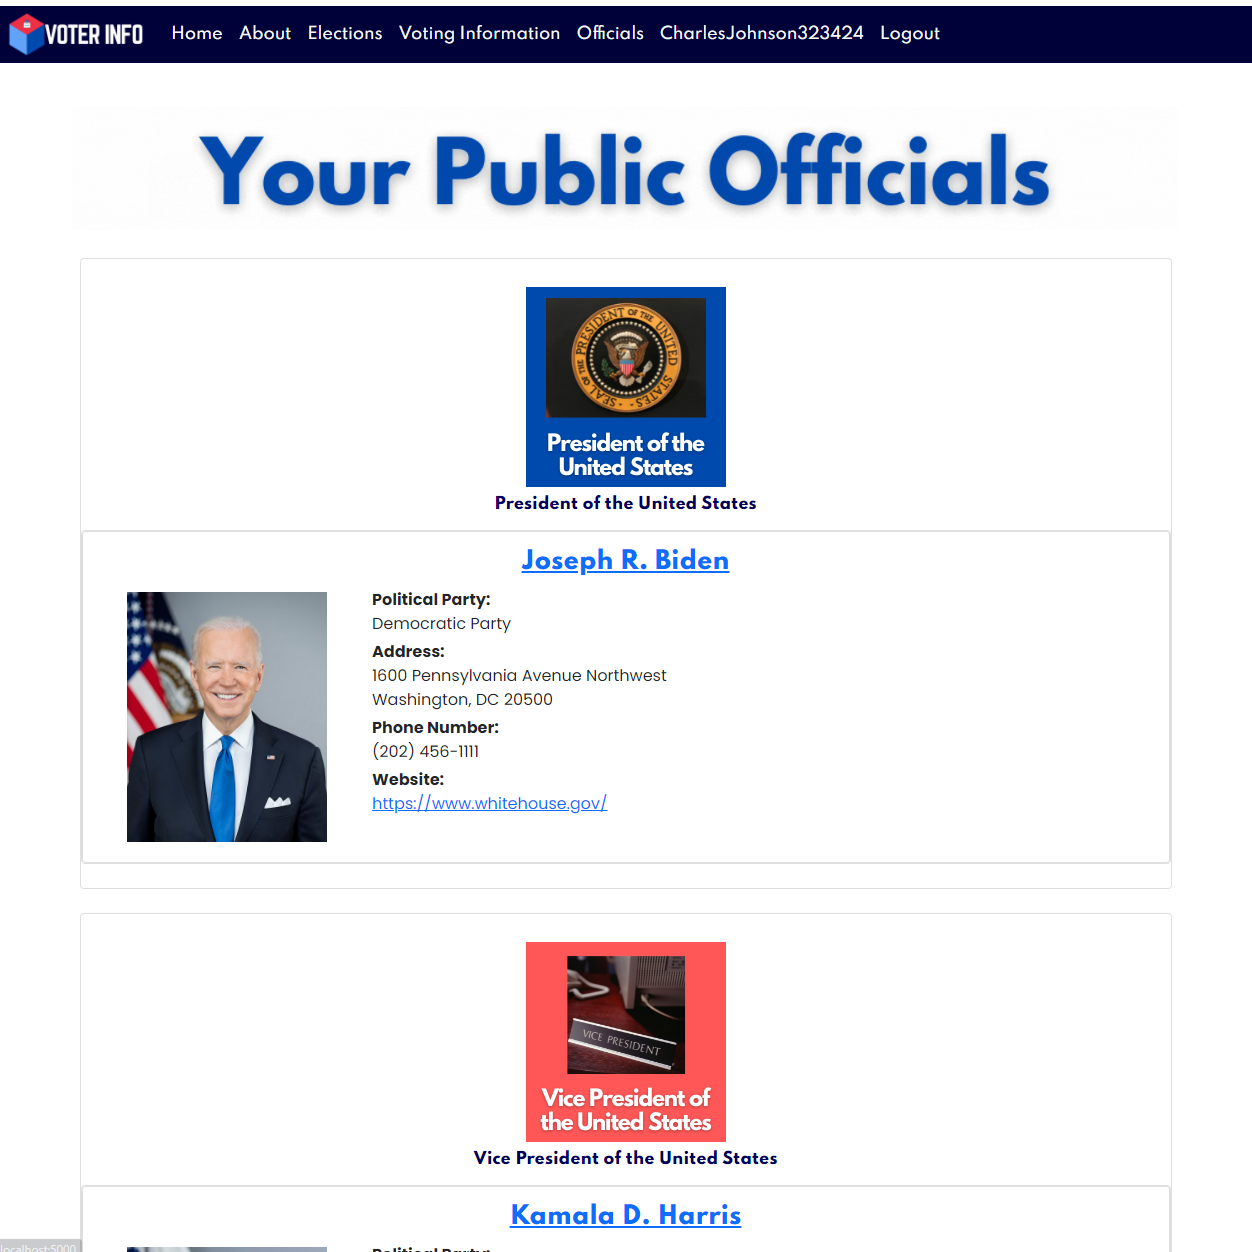 VOTER INFO Home About Elections Voting Information Officials CharlesJohnson323424 Logout
Your Public Officials
SEAL OF THE PRESIDENT OF THE UNITED STATES
President of the
United States
President of the United States
Joseph R. Biden
Political Party:
Democratic Party
Address:
1600 Pennsylvania Avenue Northwest
Washington, DC 20500
Phone Number:
(202) 456-1111
Website:
https://www.whitehouse.gov/
VICE PRESIDENT
Vice President of
the United States
Vice President of the United States
Kamala D. Harris
Political Party:
localhost:5000